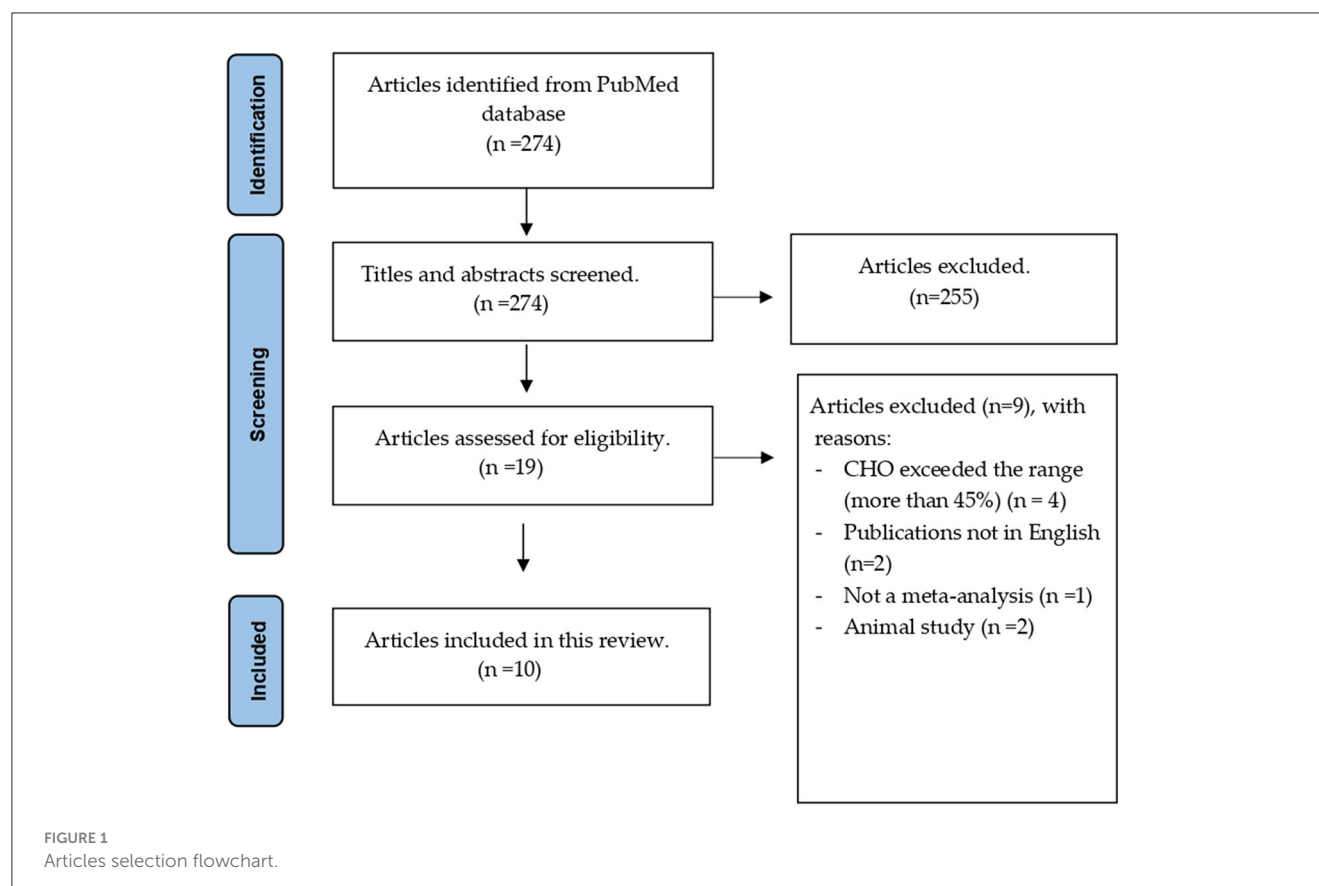 Identification
Articles identified from PubMed
database
(n =274)
Screening
Titles and abstracts screened.
(n =274)
Articles excluded.
(n=255)
Articles assessed for eligibility.
(n =19)
Articles excluded (n=9), with
reasons:
- CHO exceeded the range
(more than 45%) (n = 4)
- Publications not in English
(n=2)
- Not a meta-analysis (n =1)
- Animal study (n =2)
Included
Articles included in this review.
(n =10)
FIGURE 1
Articles selection flowchart.